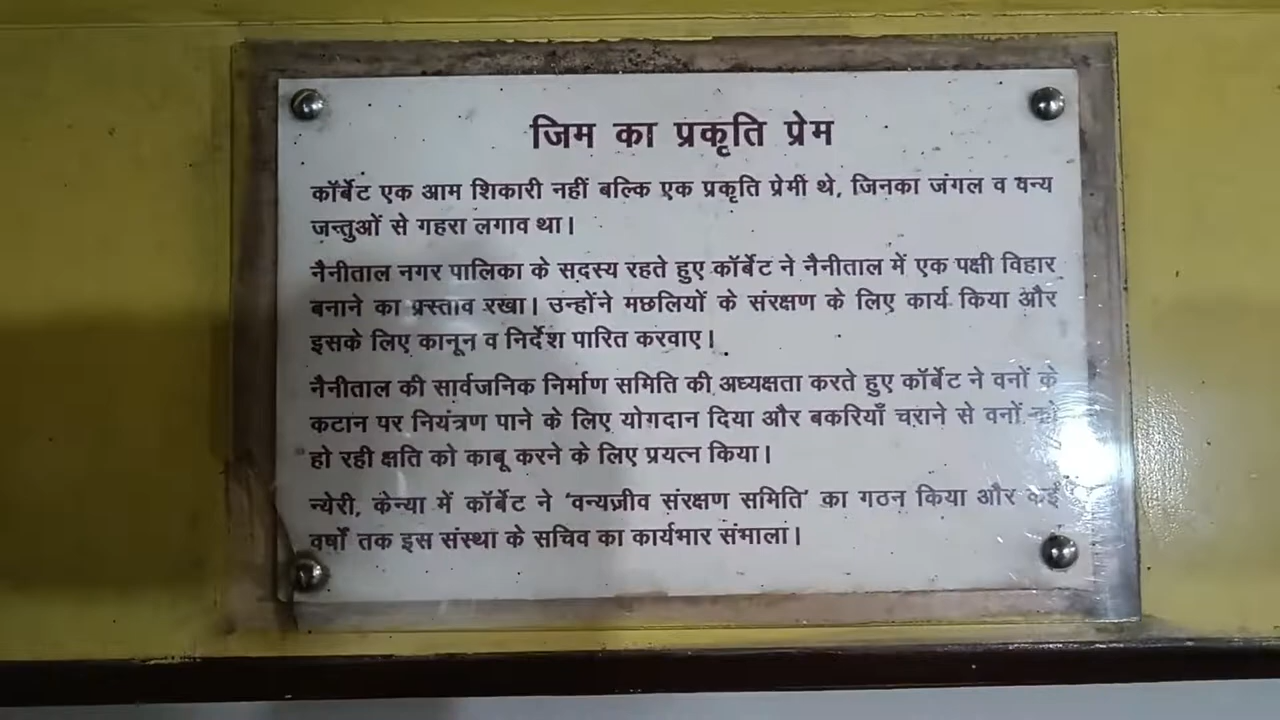 जिम का प्रकृति प्रेम
कॉर्बेट एक आम शिकारी नहीं बल्कि एक प्रकृति प्रेमी थे, जिनका जंगल व वन्य
जन्तुओं से गहरा लगाव था।
नैनीताल नगर पालिका के सदस्य रहते हुए कॉर्बेट ने नैनीताल में एक पक्षी विहार
बनाने का प्रस्ताव रखा। उन्होंने मछलियों के संरक्षण के लिए कार्य किया और
इसके लिए कानून व निर्देश पारित करवाए।
नैनीताल की सार्वजनिक निर्माण समिति की अध्यक्षता करते हुए कॉर्बेट ने वनों के
कटान पर नियंत्रण पाने के लिए योगदान दिया और बकरियाँ चराने से वनों को
हो रही क्षति को काबू करने के लिए प्रयत्न किया।
न्येरी, केन्या में कॉर्बेट ने ‘वन्यजीव संरक्षण समिति’ का गठन किया और कई
वर्षों तक इस संस्था के सचिव का कार्यभार संभाला।